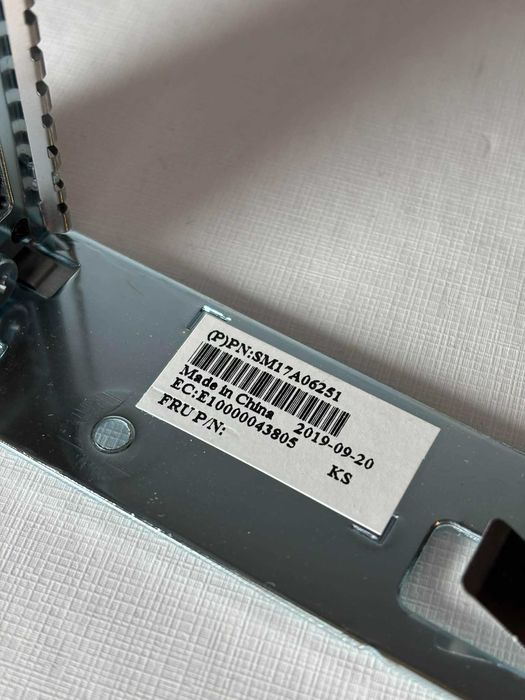 (P)PN:SM17A06251
Made in China 2019-09-20
EC:E10000043805 KS
FRU P/N: